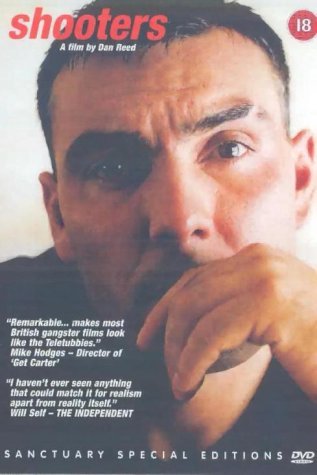 shooters
18
A film by Dan Reed
“Remarkable... makes most
British gangster films look
like the Teletubbies.”
Mike Hodges – Director of
‘Get Carter’
“I haven’t ever seen anything
that could match it for realism
apart from reality itself.”
Will Self – THE INDEPENDENT
SANCTUARY SPECIAL EDITIONS DVD